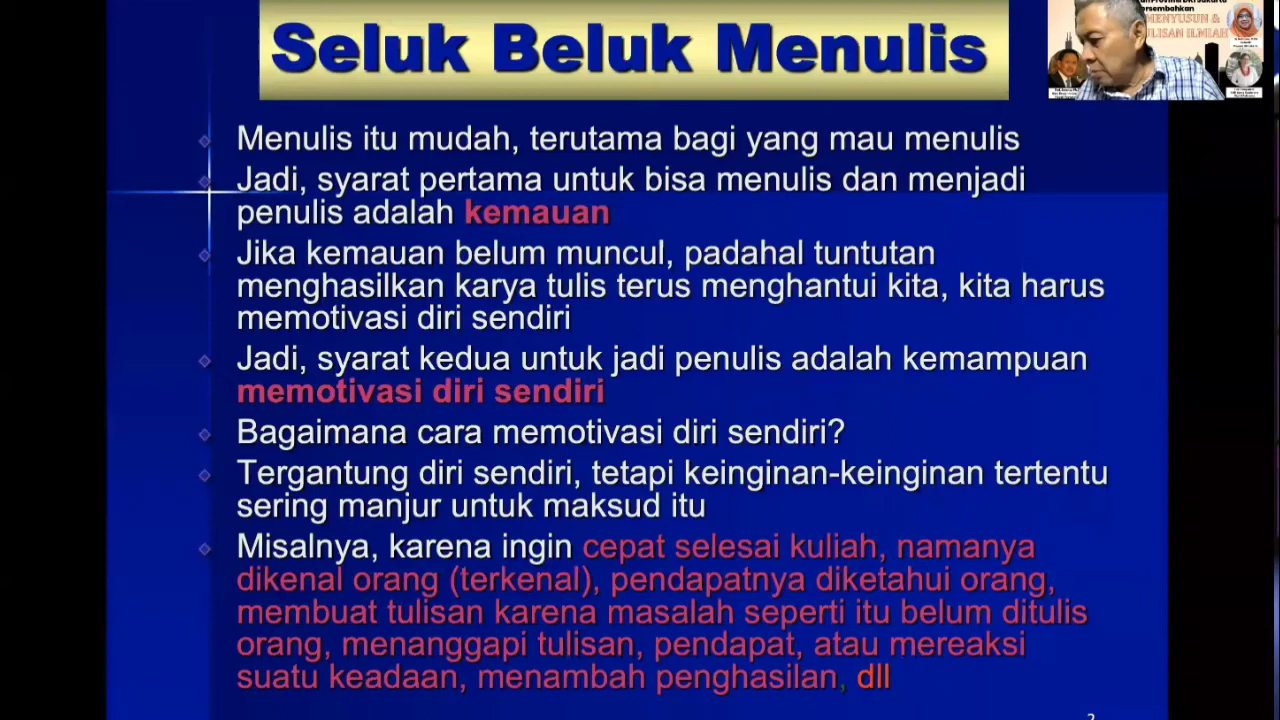 Seluk Beluk Menulis
Menulis itu mudah, terutama bagi yang mau menulis
Jadi, syarat pertama untuk bisa menulis dan menjadi
penulis adalah kemauan
Jika kemauan belum muncul, padahal tuntutan
menghasilkan karya tulis terus menghantui kita, kita harus
memotivasi diri sendiri
Jadi, syarat kedua untuk jadi penulis adalah kemampuan
memotivasi diri sendiri
Bagaimana cara memotivasi diri sendiri?
Tergantung diri sendiri, tetapi keinginan-keinginan tertentu
sering manjur untuk maksud itu
Misalnya, karena ingin cepat selesai kuliah, namanya
dikenal orang (terkenal), pendapatnya diketahui orang,
membuat tulisan karena masalah seperti itu belum ditulis
orang, menanggapi tulisan, pendapat, atau mereaksi
suatu keadaan, menambah penghasilan, dll
MENYUSUN &
ILMIAH
2